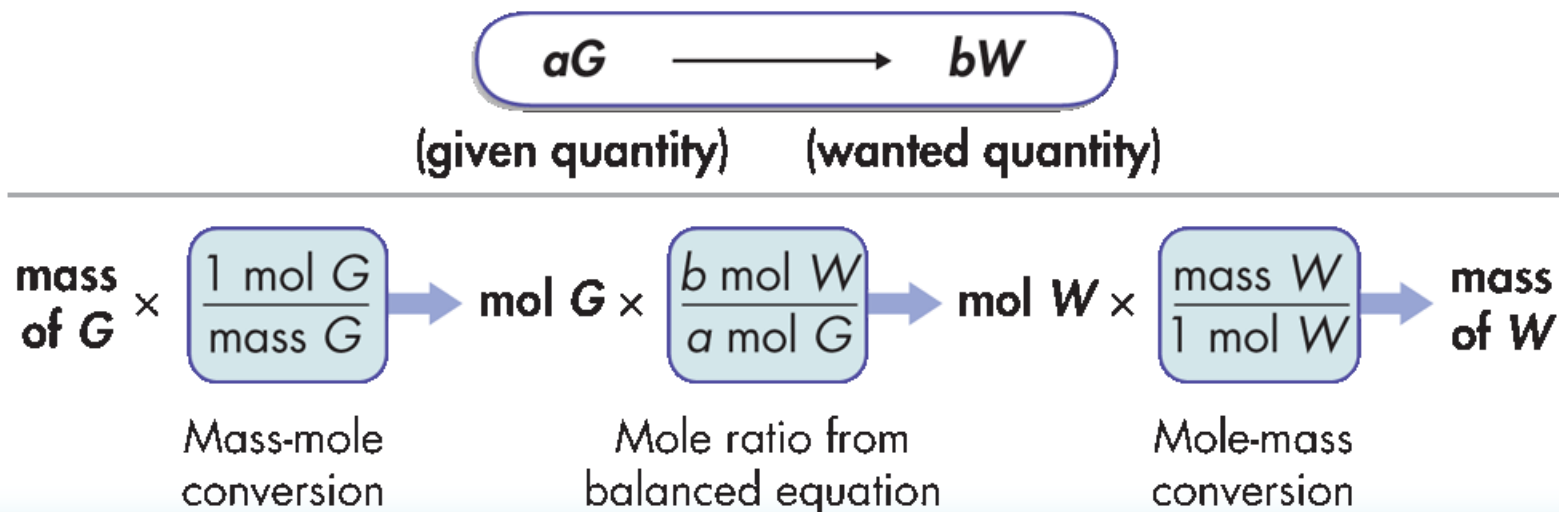 aG ⟶ bW
(given quantity) (wanted quantity)
mass of G × 1 mol G / mass G → mol G × b mol W / a mol G → mol W × mass W / 1 mol W → mass of W
Mass-mole conversion
Mole ratio from balanced equation
Mole-mass conversion